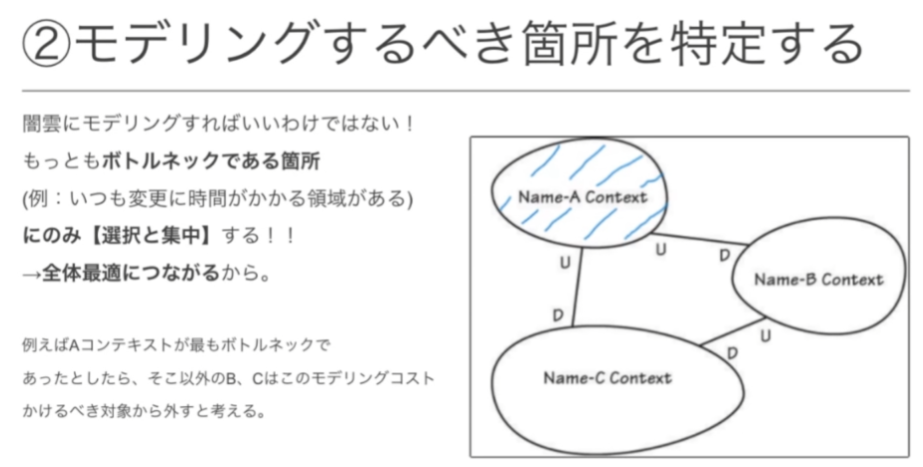 ②モデリングするべき箇所を特定する
闇雲にモデリングすればいいわけではない！
もっともボトルネックである箇所
(例：いつも変更に時間がかかる領域がある)
にのみ【選択と集中】する！！
→全体最適につながるから。
例えばAコンテキストが最もボトルネックで
あったとしたら、そこ以外のB、Cはこのモデリングコスト
かけるべき対象から外すと考える。
Name-A Context
U
U
D
Name-B Context
D
U
D
Name-C Context